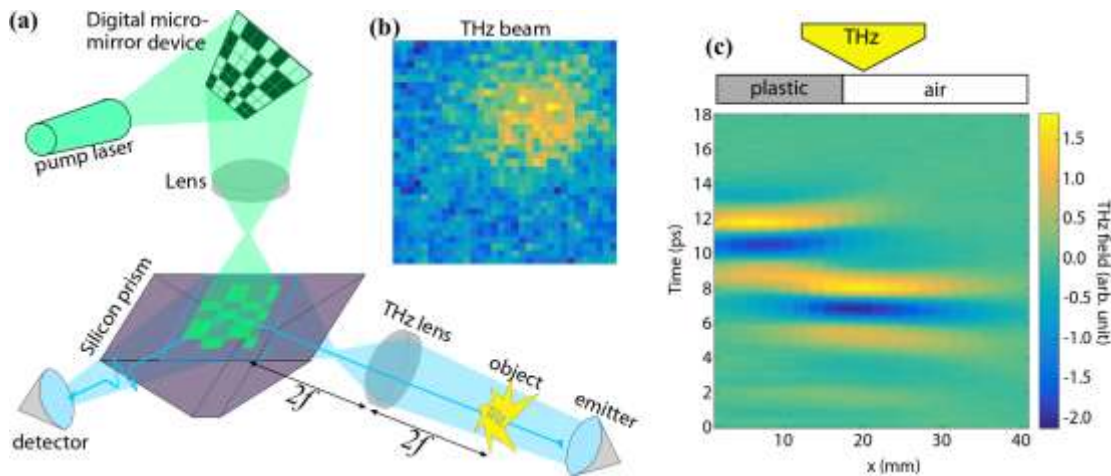 (a)
Digital micro-
mirror device
pump laser
Lens
Silicon prism
THz lens
object
emitter
2f
2f
detector
(b)
THz beam
(c)
THz
plastic
air
18
16
14
12
10
8
6
4
2
0
Time (ps)
10
20
30
40
x (mm)
1.5
1.0
0.5
0.0
-0.5
-1.0
-1.5
-2.0
THz field (arb. unit)